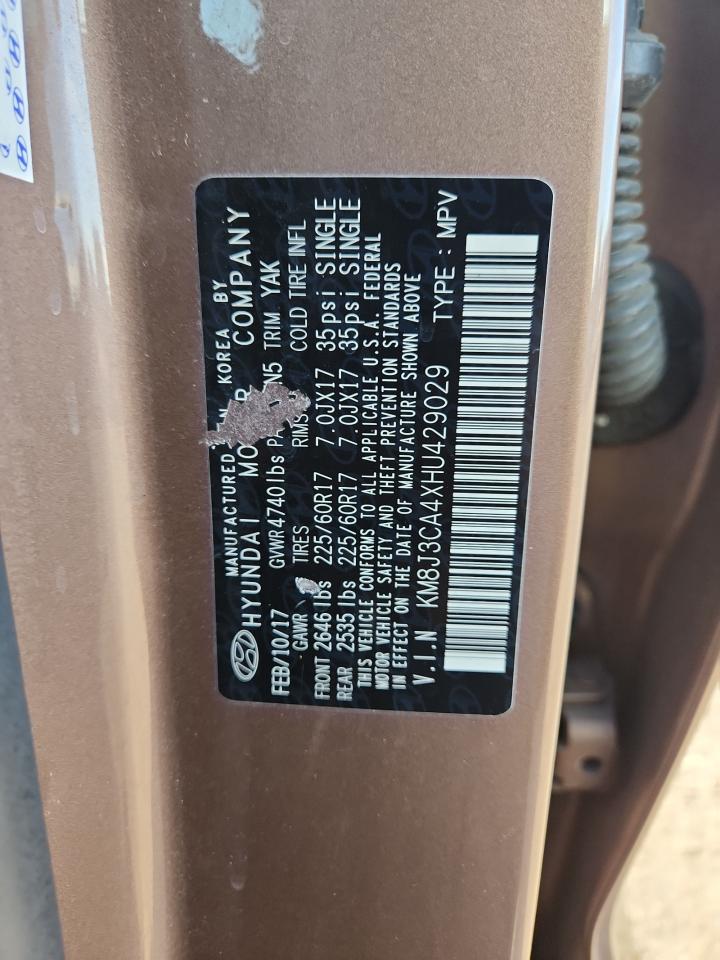 MANUFACTURED IN KOREA BY
HYUNDAI MOTOR COMPANY
FEB/10/17 GVWR 4740lbs N5 TRIM YAK
GAWR TIRES RIMS COLD TIRE INFL
FRONT 2646 lbs 225/60R17 7.0JX17 35psi SINGLE
REAR 2535 lbs 225/60R17 7.0JX17 35psi SINGLE
THIS VEHICLE CONFORMS TO ALL APPLICABLE U.S.A. FEDERAL
MOTOR VEHICLE SAFETY AND THEFT PREVENTION STANDARDS
IN EFFECT ON THE DATE OF MANUFACTURE SHOWN ABOVE
V.I.N KM8J3CA4XHU429029 TYPE : MPV